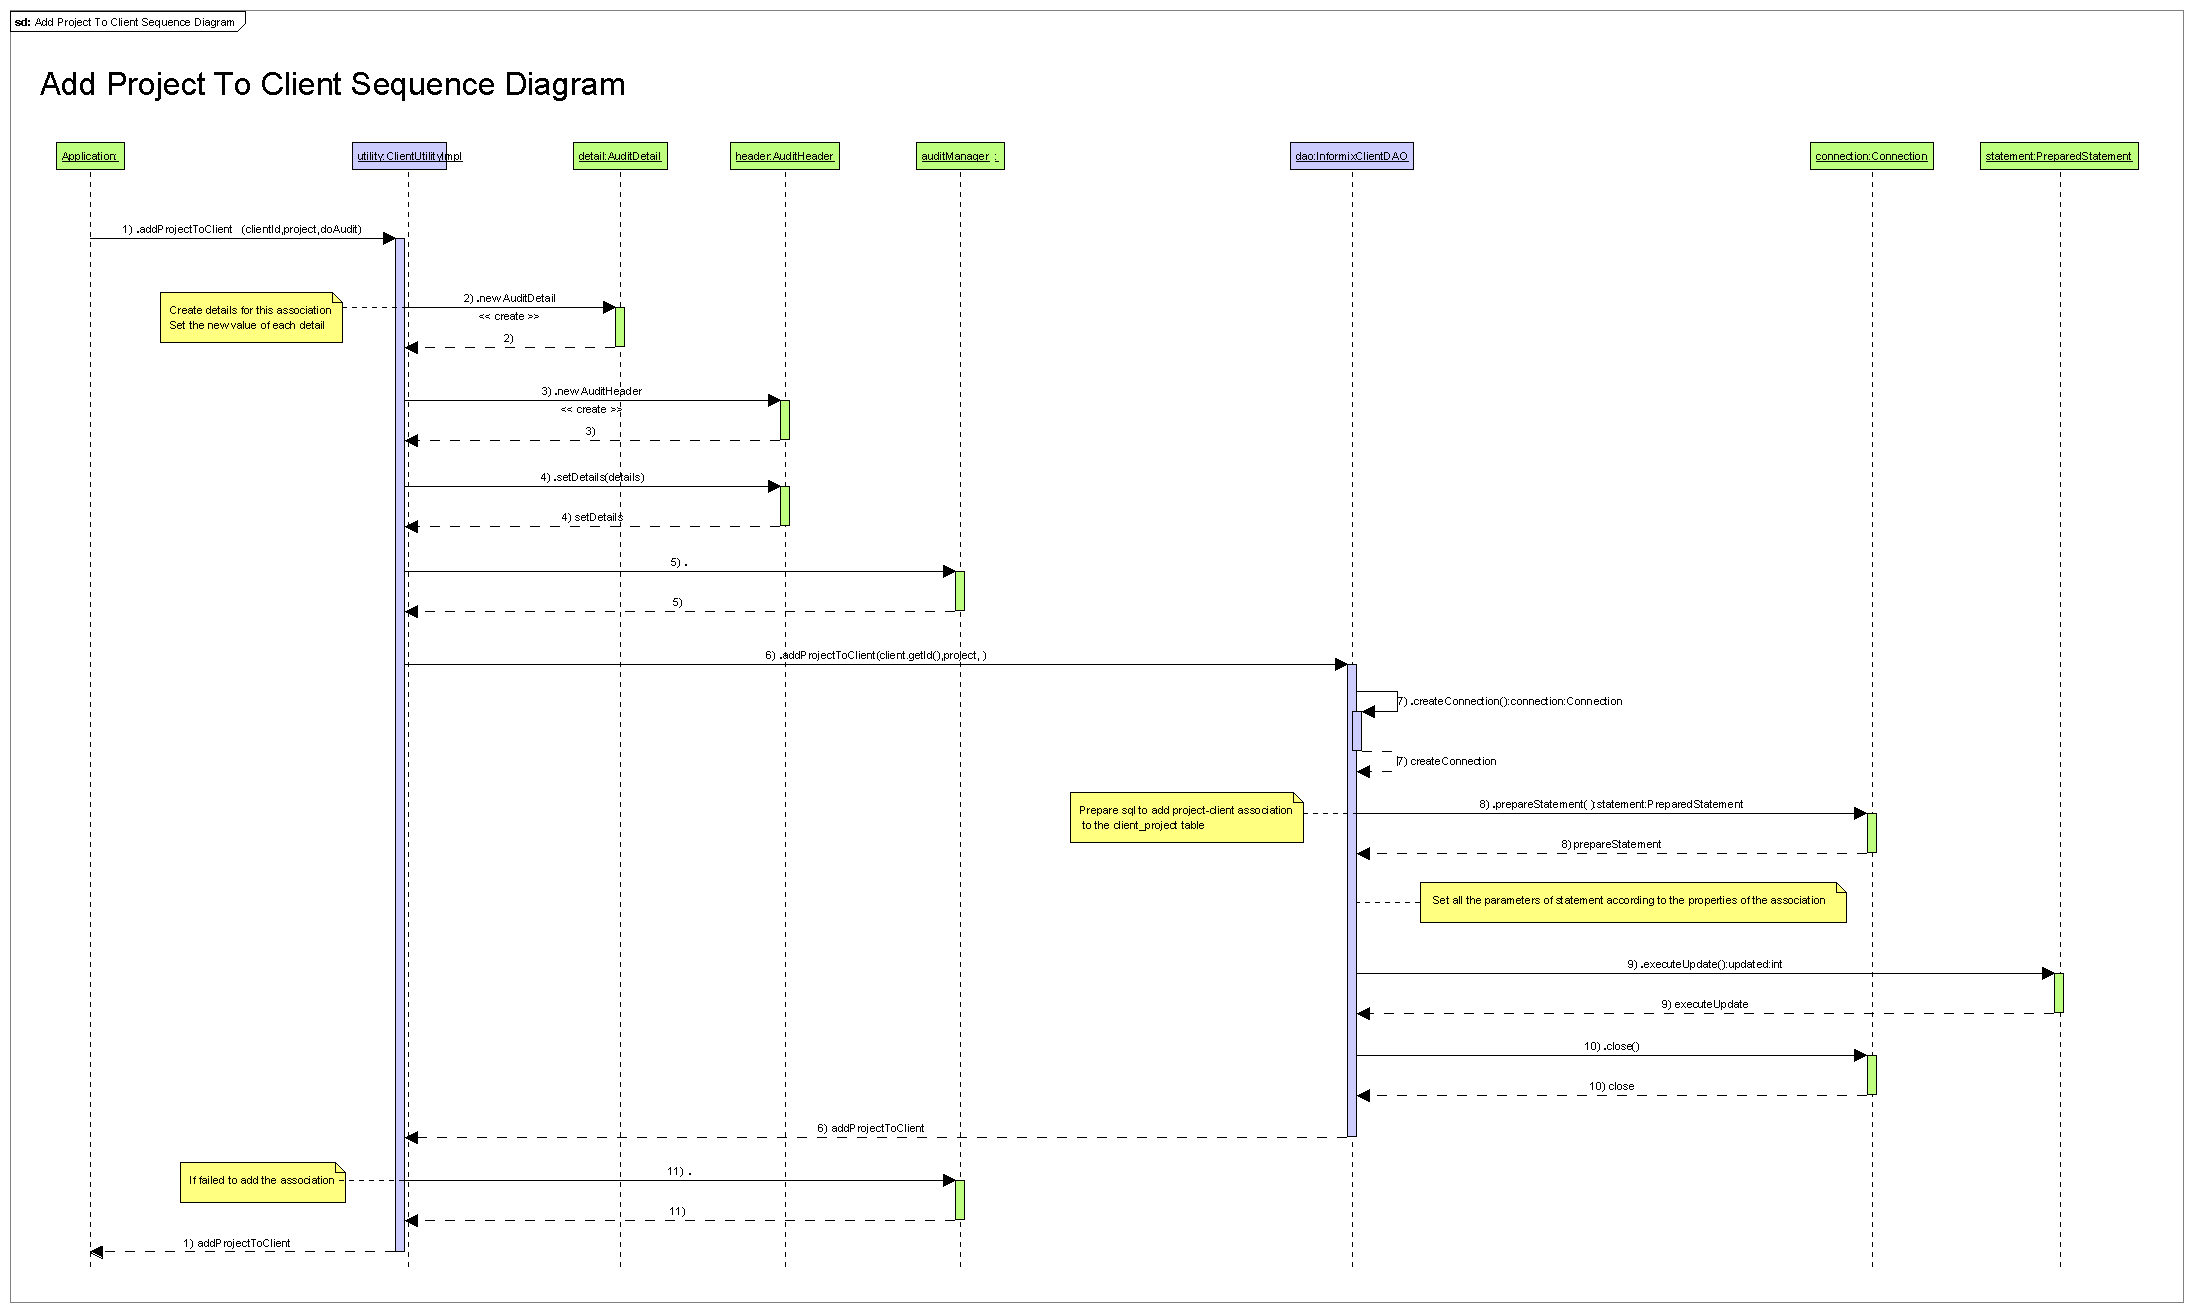 sd: Add Project To Client Sequence Diagram
Add Project To Client Sequence Diagram
Application:
utility:ClientUtilityImpl
detail:AuditDetail
header:AuditHeader
auditManager :
dao:InformixClientDAO
connection:Connection
statement:PreparedStatement
1) .addProjectToClient (clientId,project,doAudit)
2) .new AuditDetail
Create details for this association
Set the new value of each detail
<< create >>
2)
3) .new AuditHeader
<< create >>
3)
4) .setDetails(details)
4) setDetails
5) .
5)
6) .addProjectToClient(client.getId(),project, )
7) .createConnection():connection:Connection
7) createConnection
Prepare sql to add project-client association
to the client_project table
8) .prepareStatement( ):statement:PreparedStatement
8) prepareStatement
Set all the parameters of statement according to the properties of the association
9) .executeUpdate():updated:int
9) executeUpdate
10) .close()
10) close
6) addProjectToClient
If failed to add the association
11) .
11)
1) addProjectToClient